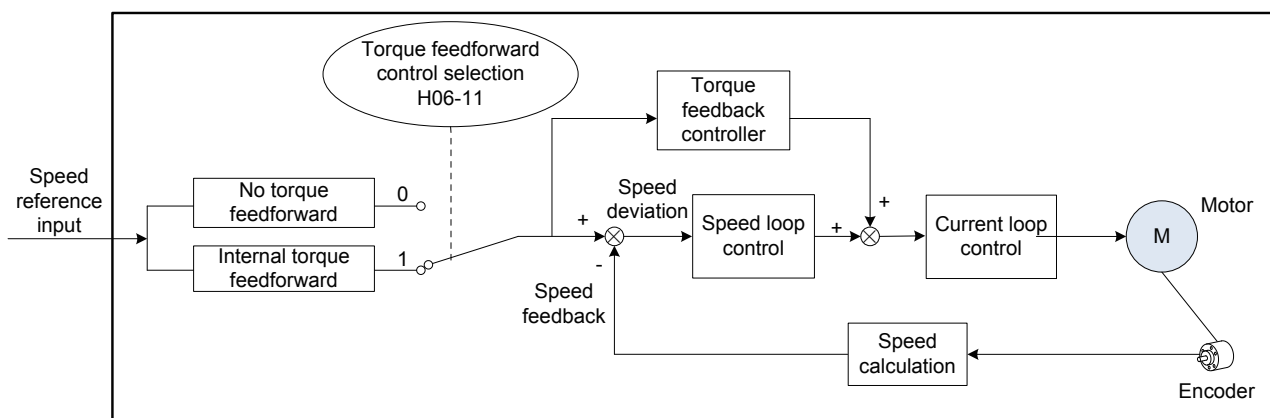 Torque feedforward
control selection
H06-11
Torque
feedback
controller
Speed
reference
input
No torque
feedforward
0
Internal torque
feedforward
1
+
-
Speed
deviation
Speed
feedback
Speed loop
control
+
+
Current loop
control
M
Motor
Speed
calculation
Encoder